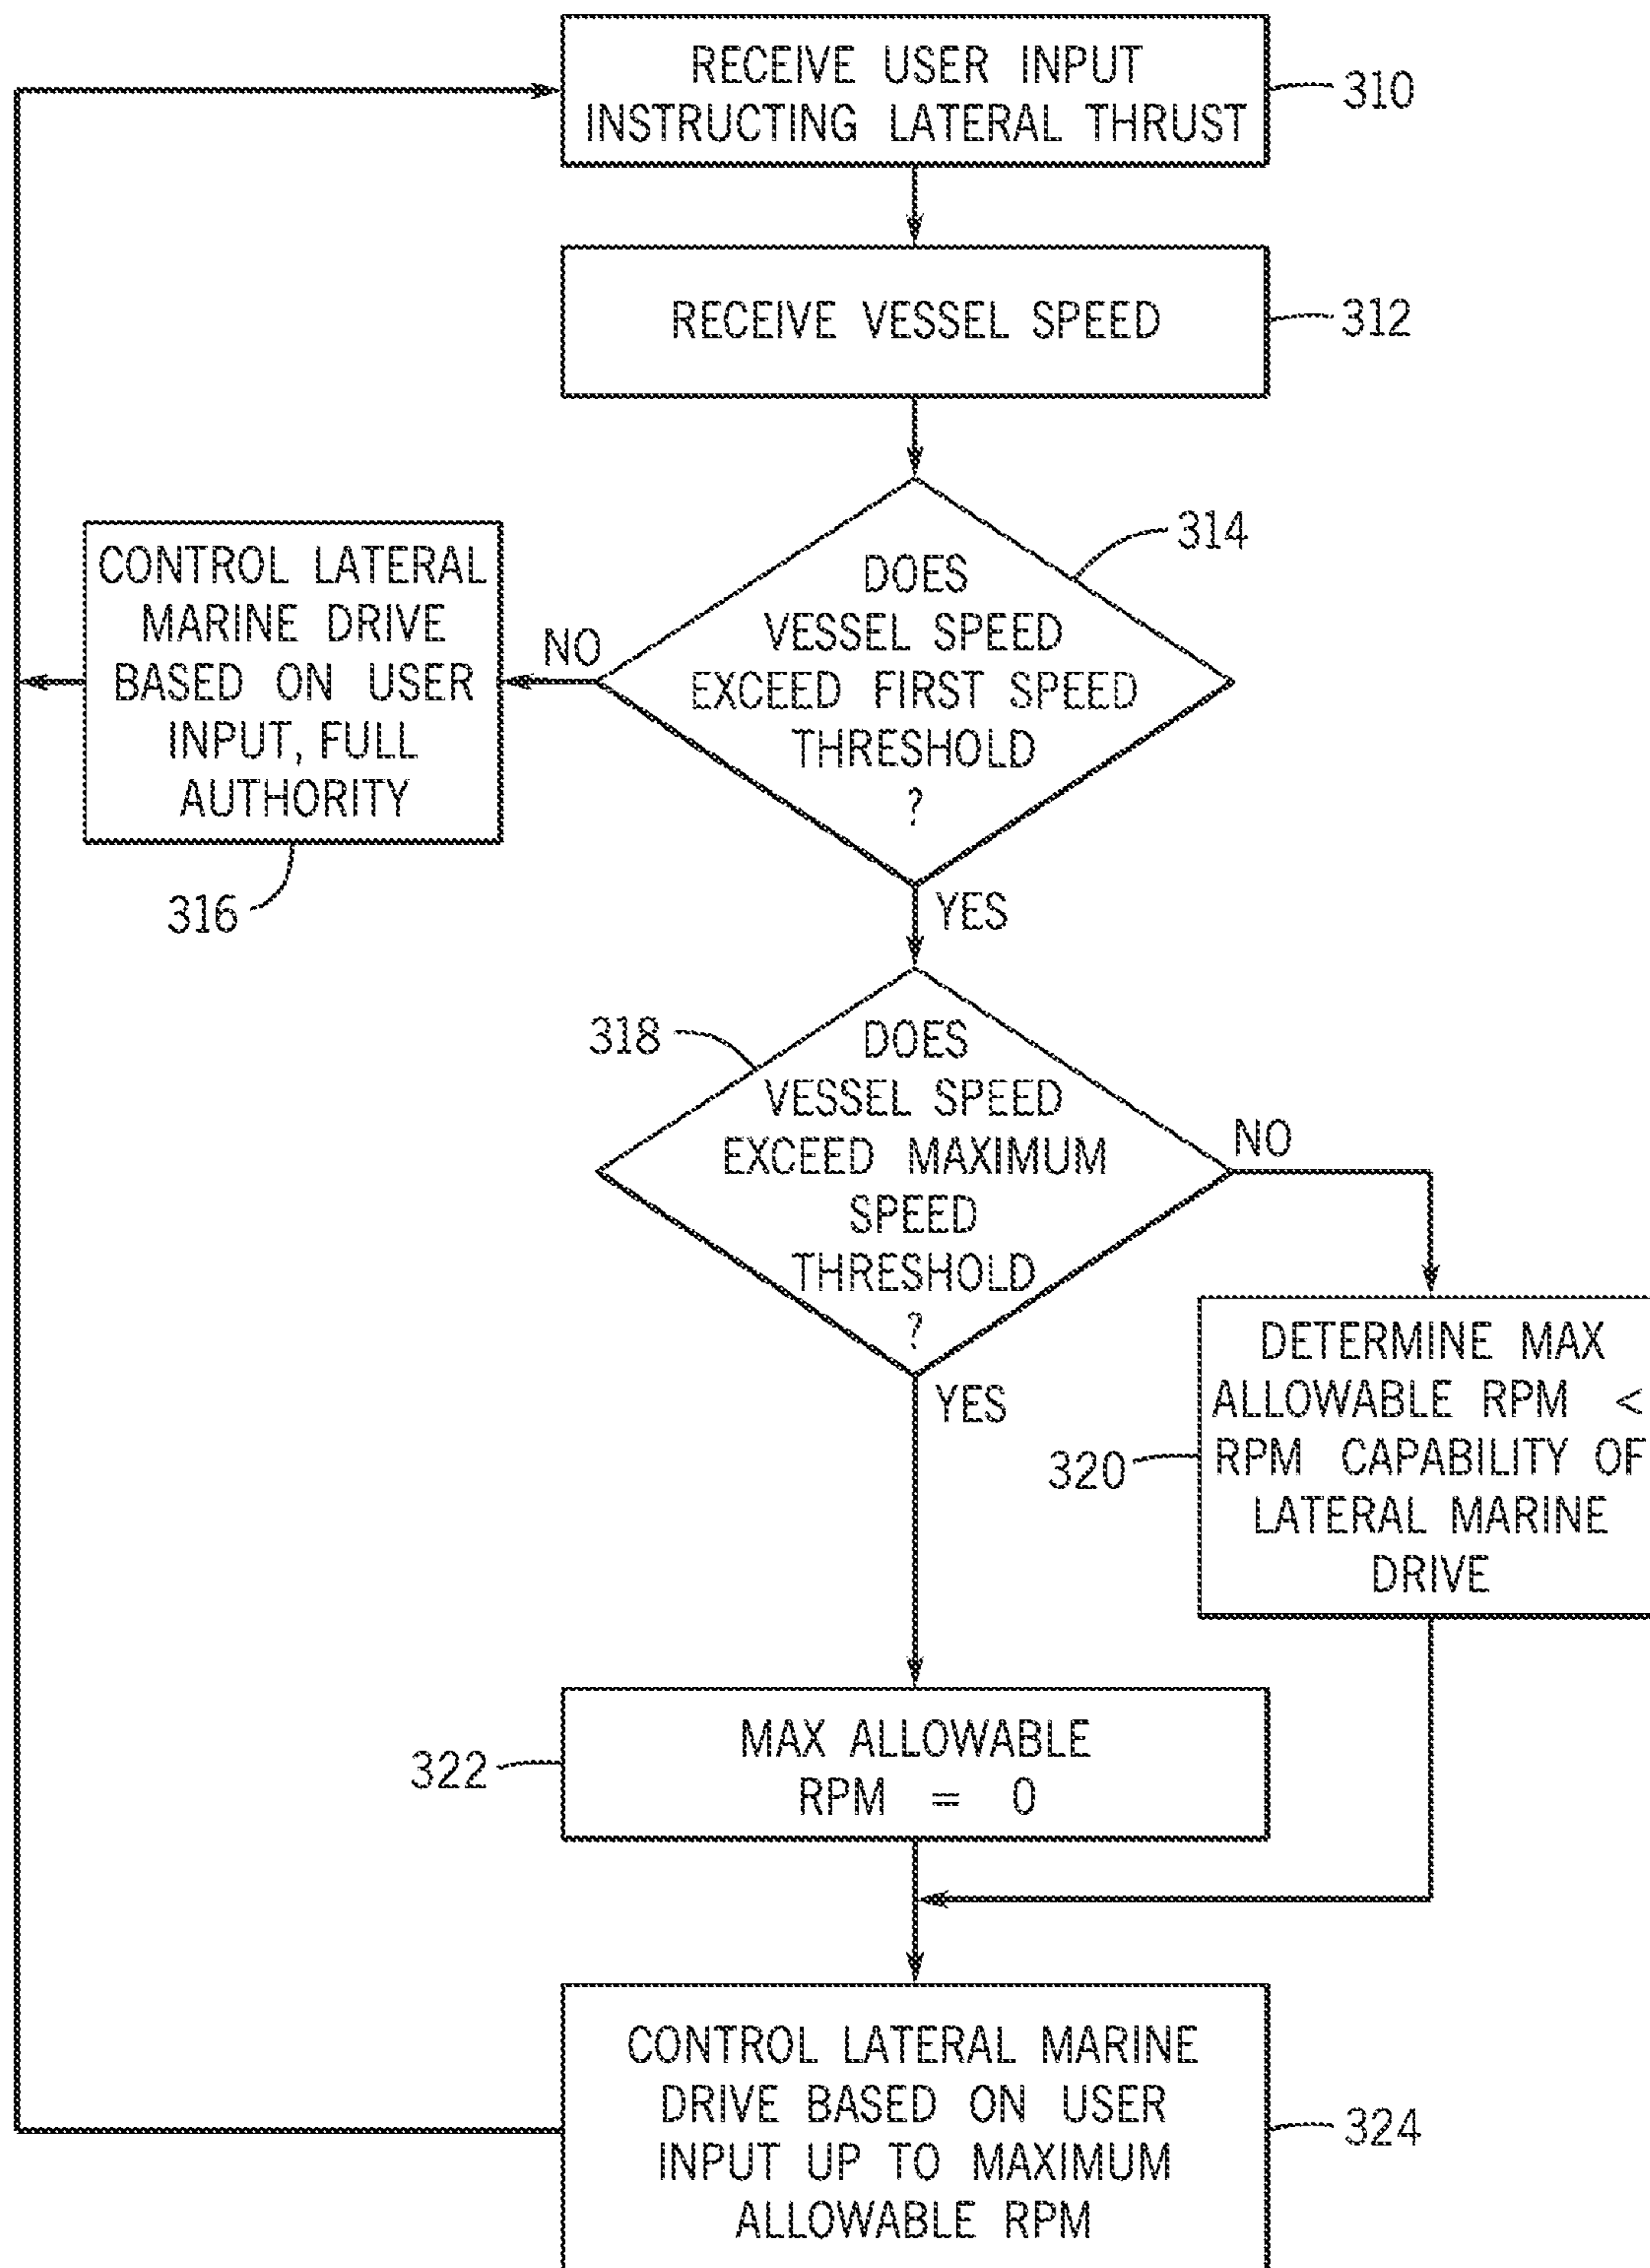 RECEIVE USER INPUT
INSTRUCTING LATERAL THRUST
310
RECEIVE VESSEL SPEED
312
DOES
VESSEL SPEED
EXCEED FIRST SPEED
THRESHOLD
?
314
NO
CONTROL LATERAL
MARINE DRIVE
BASED ON USER
INPUT, FULL
AUTHORITY
316
YES
318
DOES
VESSEL SPEED
EXCEED MAXIMUM
SPEED
THRESHOLD
?
NO
YES
DETERMINE MAX
ALLOWABLE RPM <
RPM CAPABILITY OF
LATERAL MARINE
DRIVE
320
MAX ALLOWABLE
RPM = 0
322
CONTROL LATERAL MARINE
DRIVE BASED ON USER
INPUT UP TO MAXIMUM
ALLOWABLE RPM
324